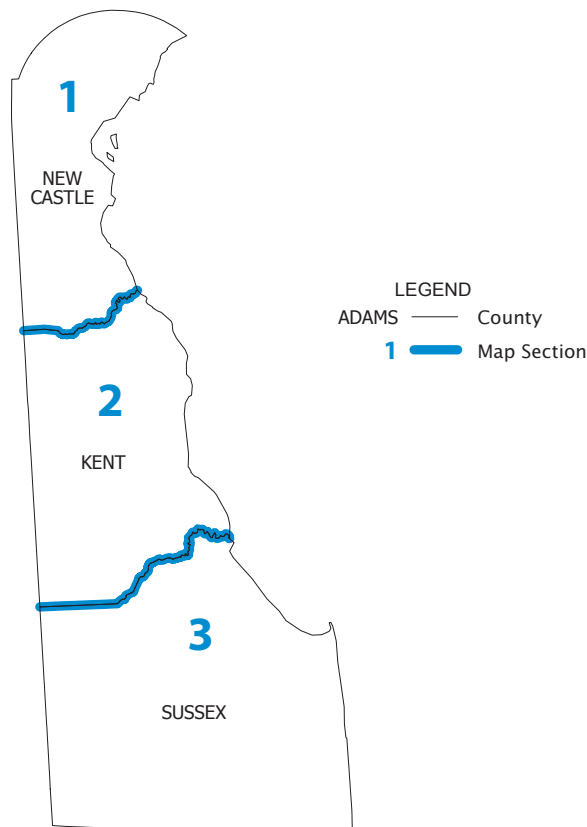 1
NEW
CASTLE
LEGEND
ADAMS County
1 Map Section
2
KENT
3
SUSSEX